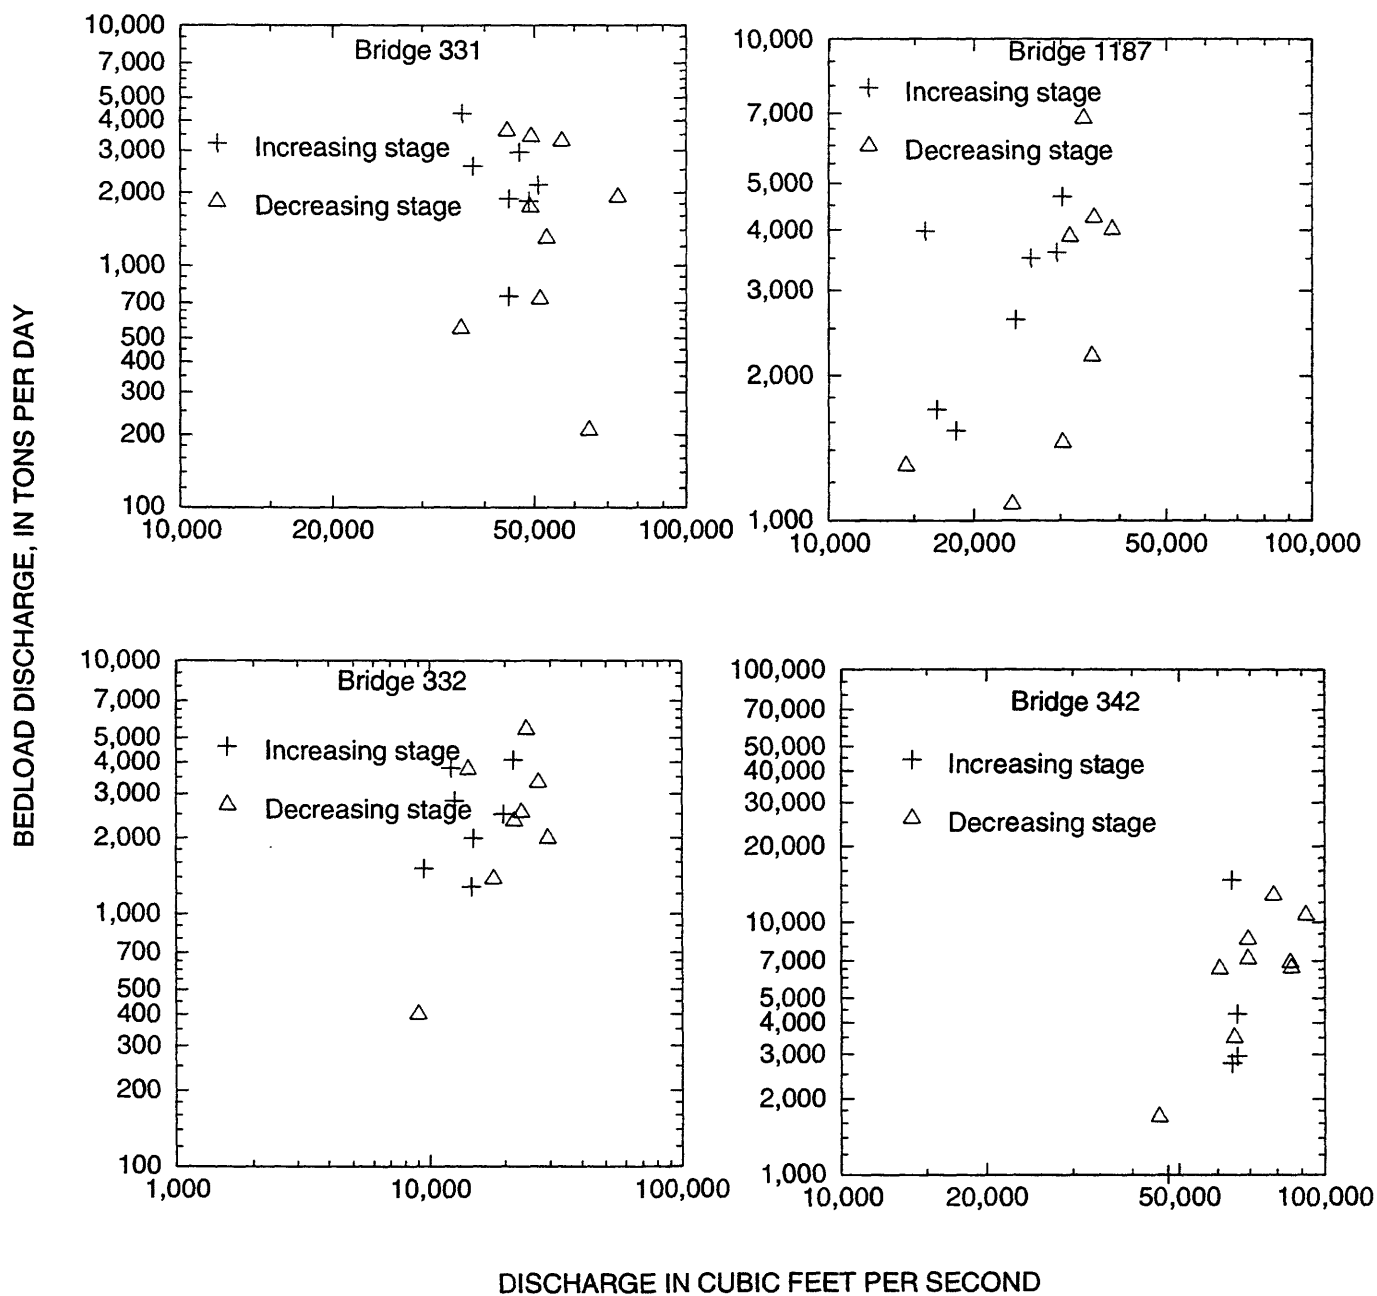 BEDLOAD DISCHARGE, IN TONS PER DAY
Bridge 331
Increasing stage
Decreasing stage
10,000
7,000
5,000
4,000
3,000
2,000
1,000
700
500
400
300
200
100
10,000 20,000 50,000 100,000
Bridge 1187
Increasing stage
Decreasing stage
10,000
7,000
5,000
4,000
3,000
2,000
1,000
10,000 20,000 50,000 100,000
Bridge 332
Increasing stage
Decreasing stage
10,000
7,000
5,000
4,000
3,000
2,000
1,000
700
500
400
300
200
100
1,000 10,000 100,000
Bridge 342
Increasing stage
Decreasing stage
100,000
70,000
50,000
40,000
30,000
20,000
10,000
7,000
5,000
4,000
3,000
2,000
1,000
10,000 20,000 50,000 100,000
DISCHARGE IN CUBIC FEET PER SECOND